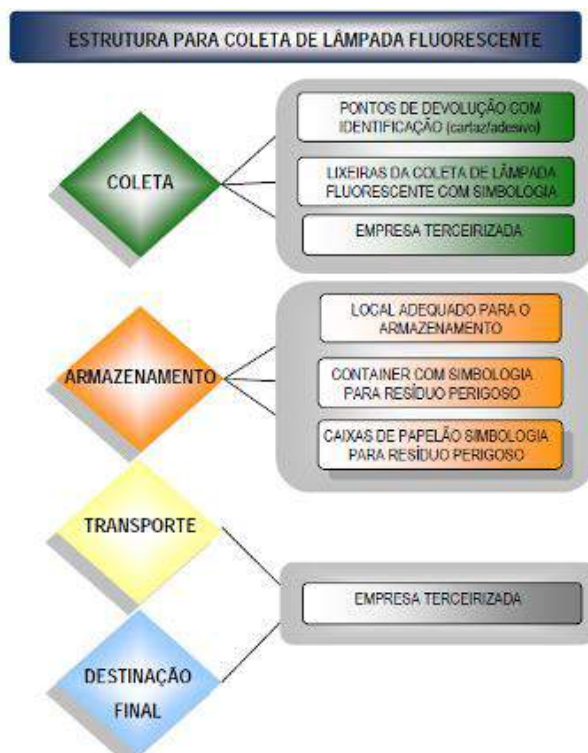 ESTRUTURA PARA COLETA DE LÂMPADA FLUORESCENTE
COLETA
PONTOS DE DEVOLUÇÃO COM
IDENTIFICAÇÃO (cartaz/adesivo)
LIXEIRAS DA COLETA DE LÂMPADA
FLUORESCENTE COM SIMBOLOGIA
EMPRESA TERCEIRIZADA
ARMAZENAMENTO
LOCAL ADEQUADO PARA O
ARMAZENAMENTO
CONTAINER COM SIMBOLOGIA
PARA RESÍDUO PERIGOSO
CAIXAS DE PAPELÃO SIMBOLOGIA
PARA RESÍDUO PERIGOSO
TRANSPORTE
EMPRESA TERCEIRIZADA
DESTINAÇÃO
FINAL